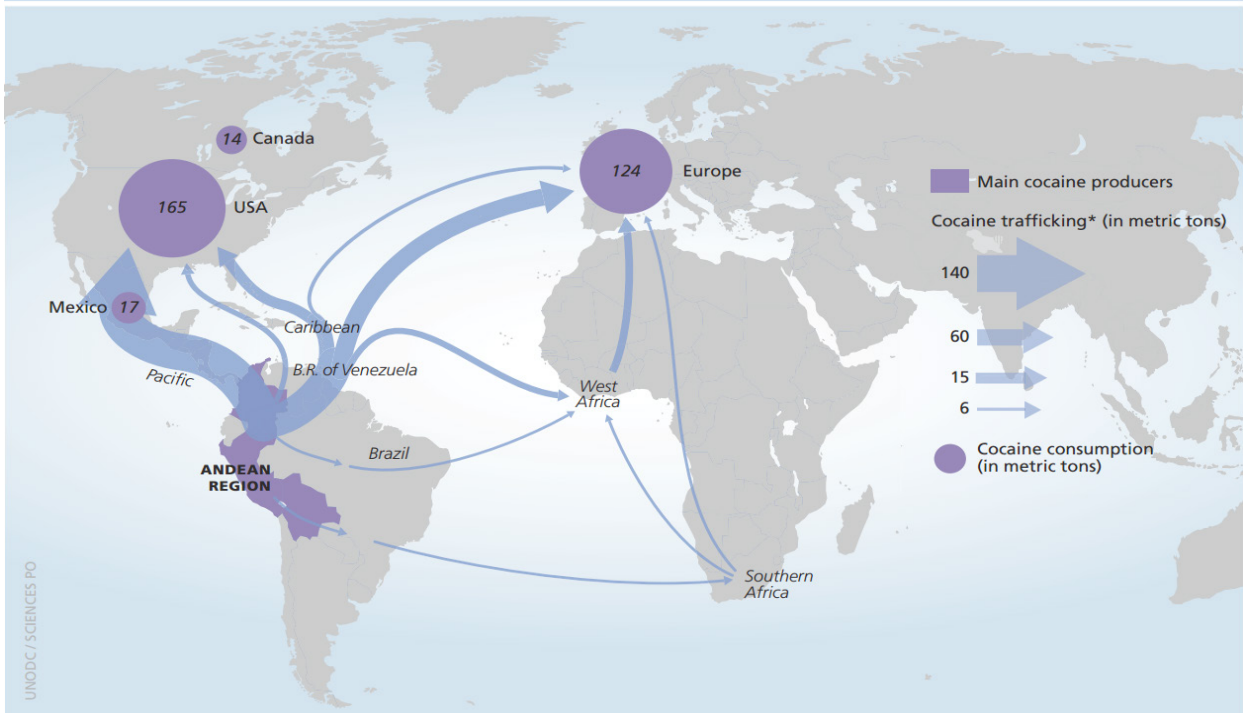 14 Canada
165 USA
124 Europe
Main cocaine producers
Cocaine trafficking* (in metric tons)
140
60
15
6
Cocaine consumption
(in metric tons)
Mexico 17
Caribbean
Pacific
B.R. of Venezuela
West
Africa
Brazil
ANDEAN
REGION
Southern
Africa
UNODC / SCIENCES PO